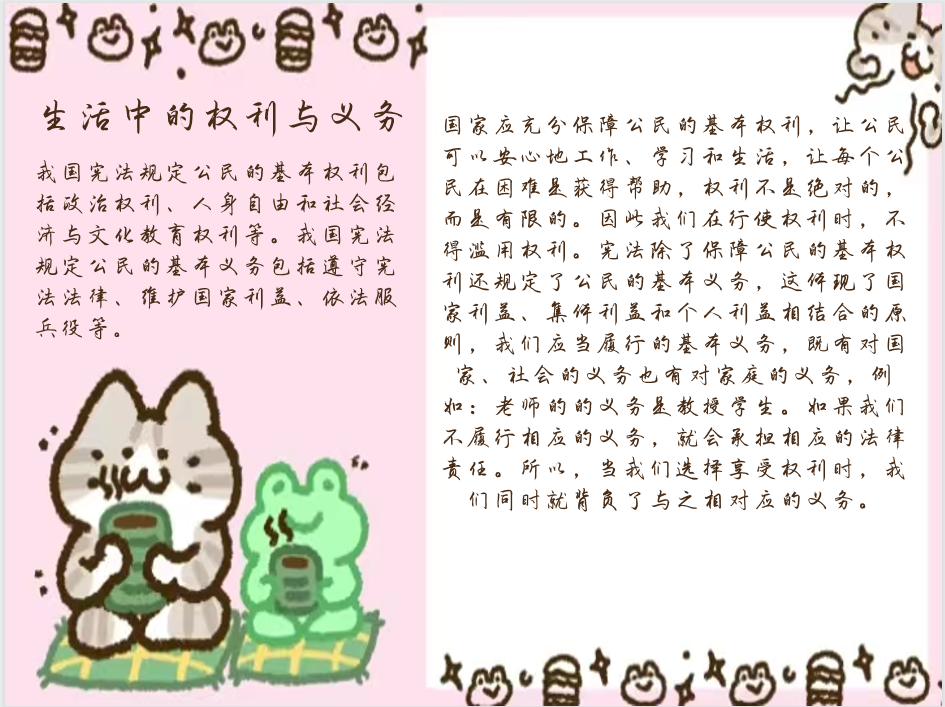 生活中的权利与义务
我国宪法规定公民的基本权利包
括政治权利、人身自由和社会经
济与文化教育权利等。我国宪法
规定公民的基本义务包括遵守宪
法法律、维护国家利益、依法服
兵役等。
国家应充分保障公民的基本权利，让公民
可以安心地工作、学习和生活，让每个公
民在困难是获得帮助，权利不是绝对的，
而是有限的。因此我们在行使权利时，不
得滥用权利。宪法除了保障公民的基本权
利还规定了公民的基本义务，这体现了国
家利益、集体利益和个人利益相结合的原
则，我们应当履行的基本义务，既有对国
家、社会的义务也有对家庭的义务，例
如：老师的的义务是教授学生。如果我们
不履行相应的义务，就会承担相应的法律
责任。所以，当我们选择享受权利时，我
们同时就背负了与之相对应的义务。